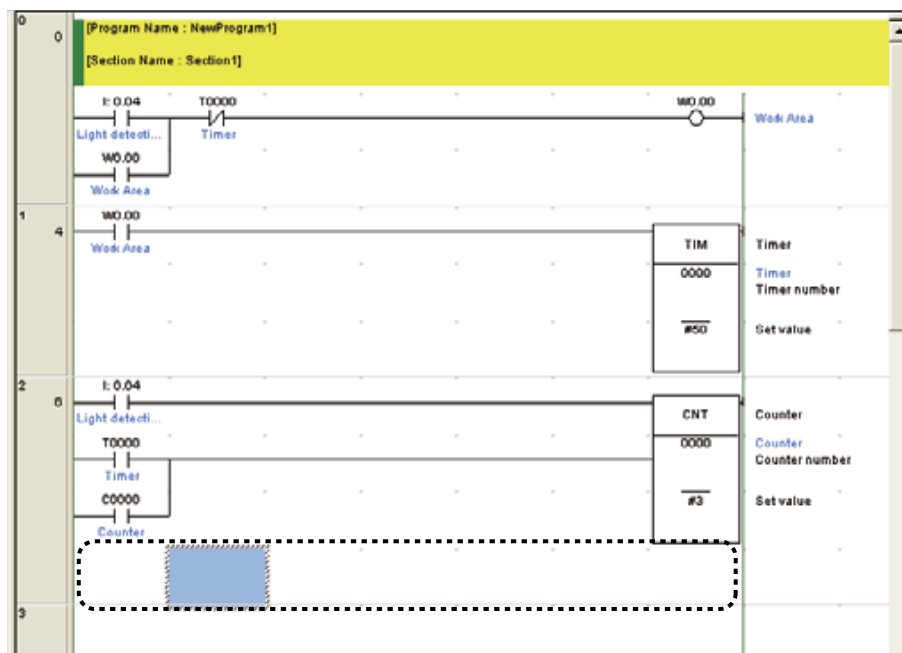 0
0
[Program Name : NewProgram1]
[Section Name : Section1]
I: 0.04 T0000 W0.00
Light detecti... Timer Work Area
W0.00
Work Area
1
4
W0.00
Work Area
TIM Timer
0000 Timer
Timer number
#50 Set value
2
6
I: 0.04
Light detecti...
CNT Counter
T0000 0000 Counter
Timer Counter number
C0000 #3 Set value
Counter
3